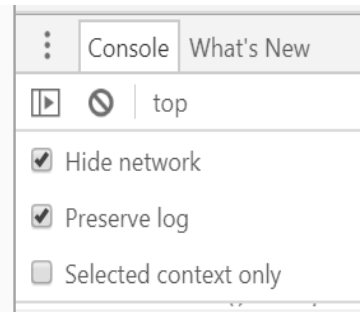 Console What's New
top
Hide network
Preserve log
Selected context only